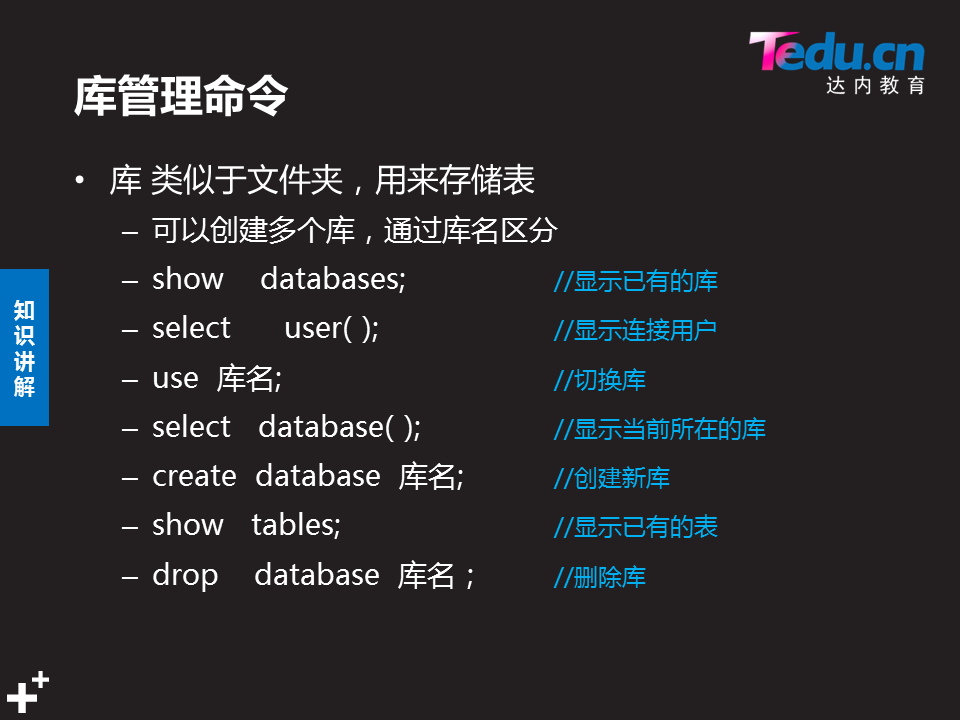 Tedu.cn
达内教育
库管理命令
• 库 类似于文件夹，用来存储表
– 可以创建多个库，通过库名区分
– show databases; //显示已有的库
– select user( ); //显示连接用户
– use 库名; //切换库
– select database( ); //显示当前所在的库
– create database 库名; //创建新库
– show tables; //显示已有的表
– drop database 库名； //删除库
知识讲解